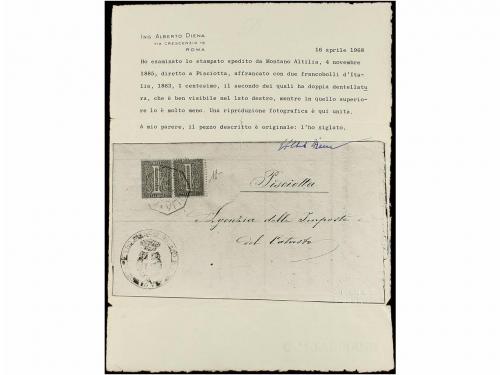 ING. ALBERTO DIENA
VIA CRESCENZIO 19
ROMA
16 aprile 1968
Ho esaminato lo stampato spedito da Montano Altilia, 4 novembre
1885, diretto a Pisciotta, affrancato con due francobolli d'Ita-
lia, 1863, 1 centesimo, il secondo dei quali ha doppia dentellatu
ra, che è ben visibile nel lato destro, mentre in quello superio-
re lo è molto meno. Una riproduzione fotografica è qui unita.
A mio parere, il pezzo descritto è originale: l'ho siglato.
Alberto Diena
Pisciotta
Agenzia delle Imposte
del Catasto